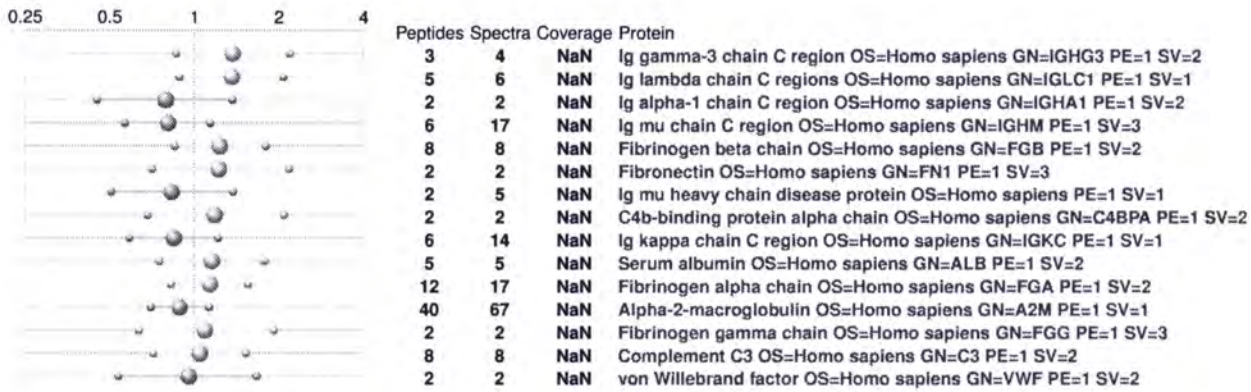 0.25 0.5 1 2 4
Peptides Spectra Coverage Protein
3 4 NaN Ig gamma-3 chain C region OS=Homo sapiens GN=IGHG3 PE=1 SV=2
5 6 NaN Ig lambda chain C regions OS=Homo sapiens GN=IGLC1 PE=1 SV=1
2 2 NaN Ig alpha-1 chain C region OS=Homo sapiens GN=IGHA1 PE=1 SV=2
6 17 NaN Ig mu chain C region OS=Homo sapiens GN=IGHM PE=1 SV=3
8 8 NaN Fibrinogen beta chain OS=Homo sapiens GN=FGB PE=1 SV=2
2 2 NaN Fibronectin OS=Homo sapiens GN=FN1 PE=1 SV=3
2 5 NaN Ig mu heavy chain disease protein OS=Homo sapiens PE=1 SV=1
2 2 NaN C4b-binding protein alpha chain OS=Homo sapiens GN=C4BPA PE=1 SV=2
6 14 NaN Ig kappa chain C region OS=Homo sapiens GN=IGKC PE=1 SV=1
5 5 NaN Serum albumin OS=Homo sapiens GN=ALB PE=1 SV=2
12 17 NaN Fibrinogen alpha chain OS=Homo sapiens GN=FGA PE=1 SV=2
40 67 NaN Alpha-2-macroglobulin OS=Homo sapiens GN=A2M PE=1 SV=1
2 2 NaN Fibrinogen gamma chain OS=Homo sapiens GN=FGG PE=1 SV=3
8 8 NaN Complement C3 OS=Homo sapiens GN=C3 PE=1 SV=2
2 2 NaN von Willebrand factor OS=Homo sapiens GN=VWF PE=1 SV=2